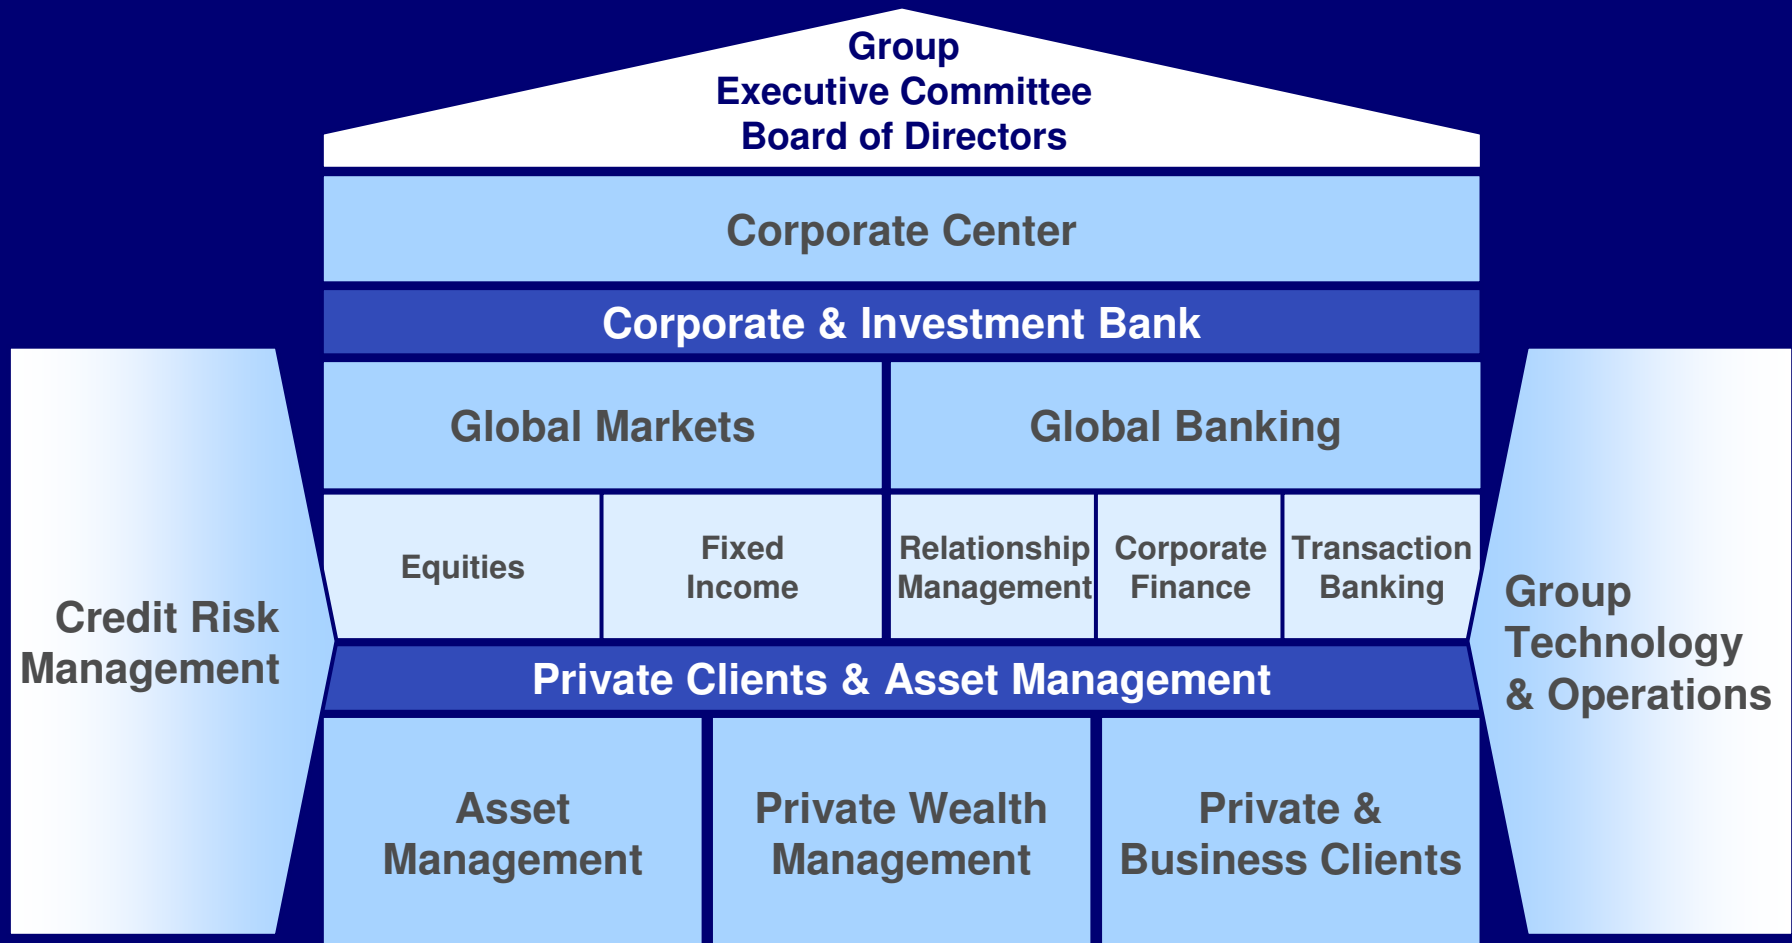 Group
Executive Committee
Board of Directors
Corporate Center
Corporate & Investment Bank
Global Markets
Global Banking
Equities
Fixed
Income
Relationship
Management
Corporate
Finance
Transaction
Banking
Credit Risk
Management
Group
Technology
& Operations
Private Clients & Asset Management
Asset
Management
Private Wealth
Management
Private &
Business Clients